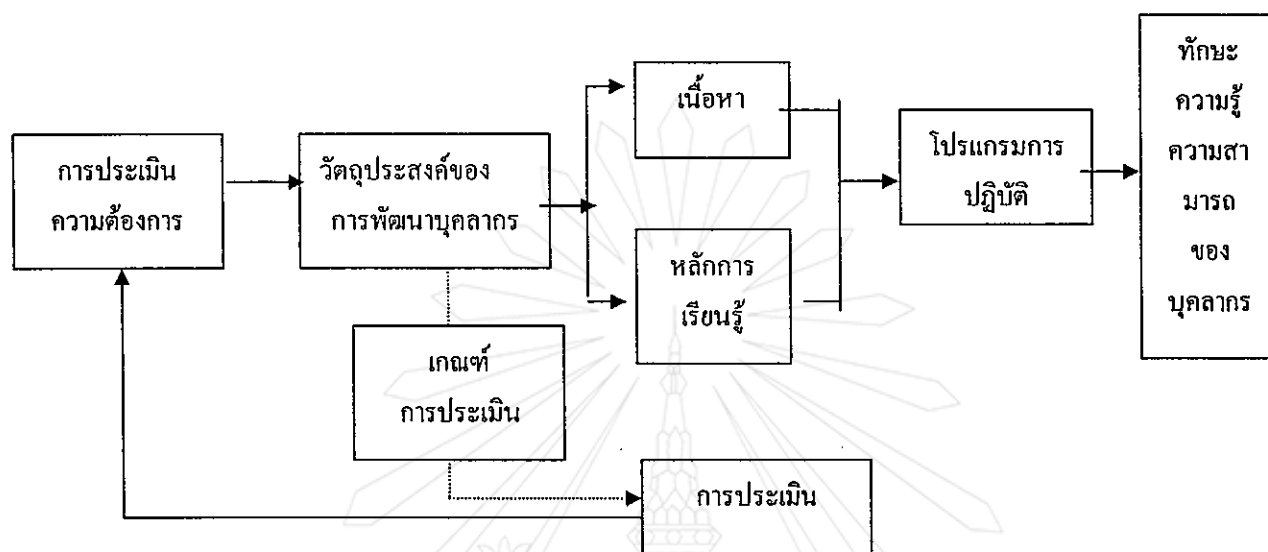 การประเมิน
ความต้องการ
วัตถุประสงค์ของ
การพัฒนาบุคลากร
เนื้อหา
หลักการ
เรียนรู้
โปรแกรมการ
ปฏิบัติ
ทักษะ
ความรู้
ความสา
มารถ
ของ
บุคลากร
เกณฑ์
การประเมิน
การประเมิน